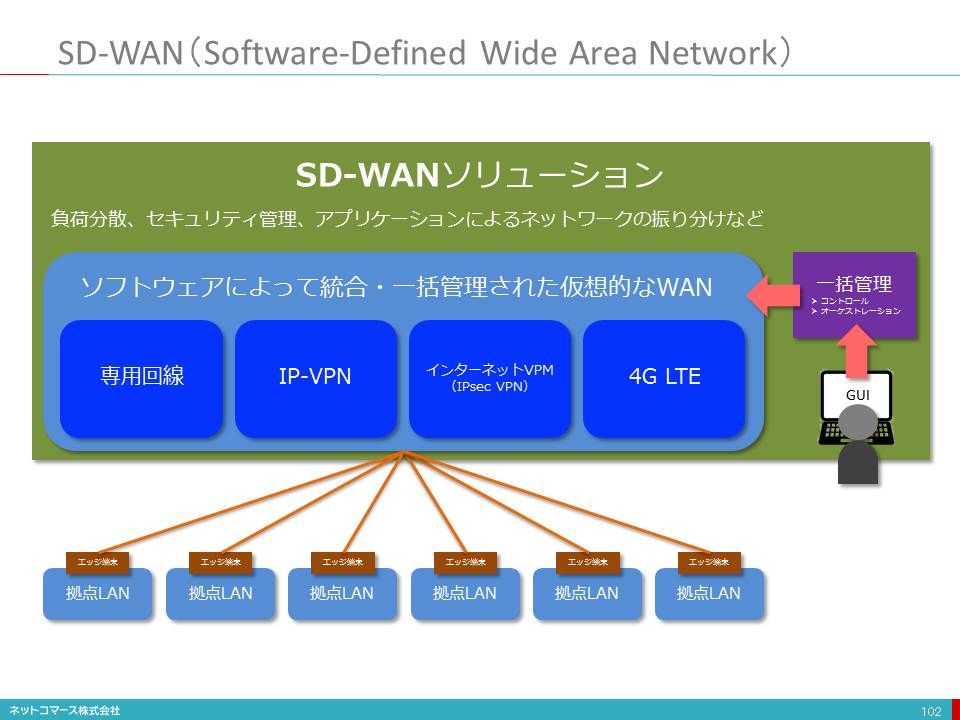 SD-WAN（Software-Defined Wide Area Network）
SD-WANソリューション
負荷分散、セキュリティ管理、アプリケーションによるネットワークの振り分けなど
ソフトウェアによって統合・一括管理された仮想的なWAN
一括管理
➢ コントロール
➢ オーケストレーション
専用回線
IP-VPN
インターネットVPM
（IPsec VPN）
4G LTE
GUI
エッジ端末
エッジ端末
エッジ端末
エッジ端末
エッジ端末
エッジ端末
拠点LAN
拠点LAN
拠点LAN
拠点LAN
拠点LAN
拠点LAN
ネットコマース株式会社
102